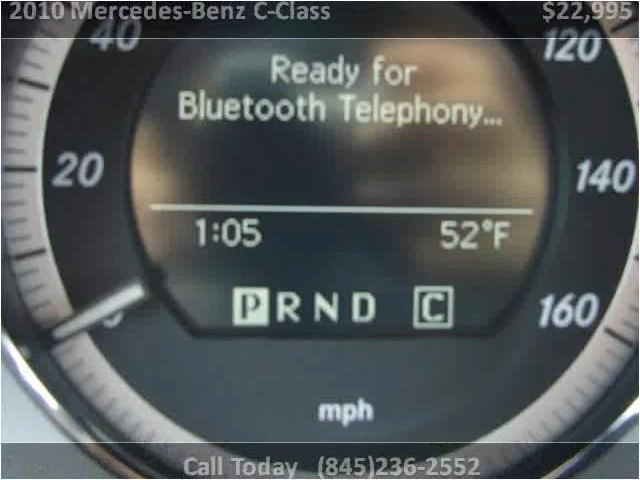 2010 Mercedes-Benz C-Class $22,995
40 120
Ready for
Bluetooth Telephony...
20 140
1:05 52°F
P R N D C 160
mph
Call Today (845)236-2552